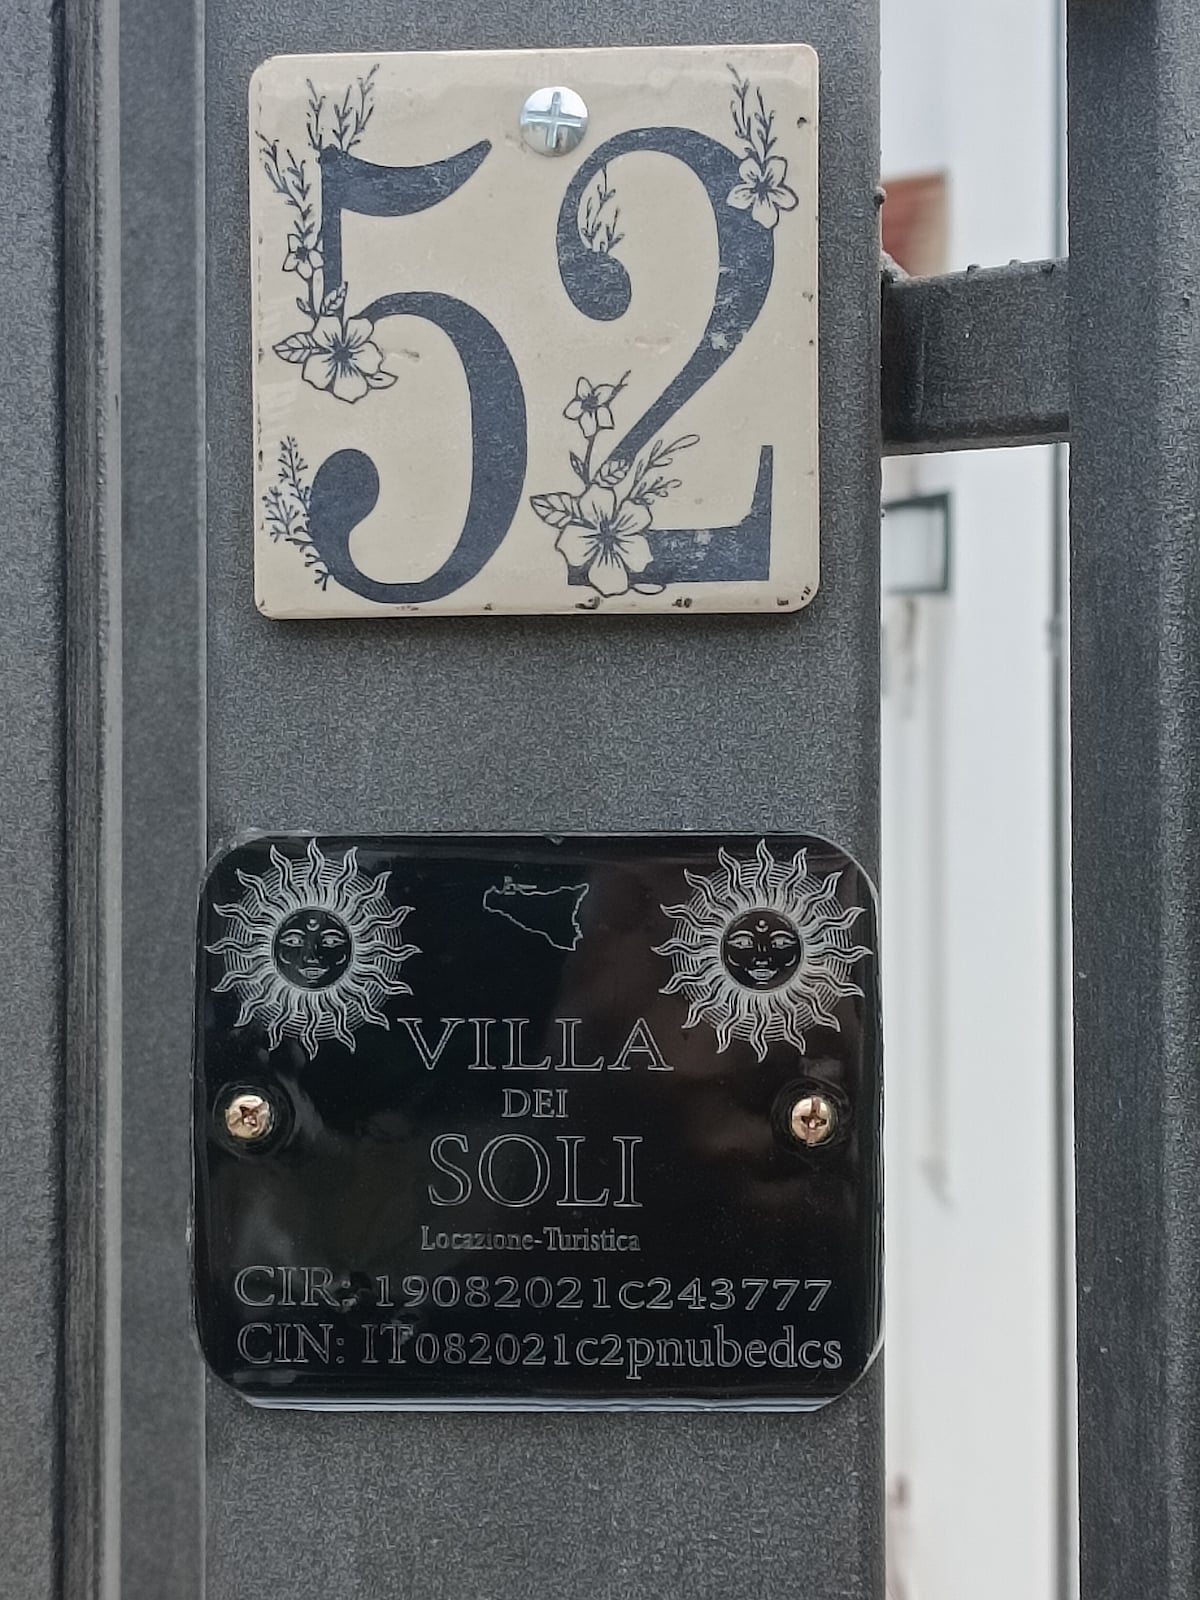 52
VILLA
DEI
SOLI
Locazione-Turistica
CIR: 19082021c243777
CIN: IT082021c2pnubedcs